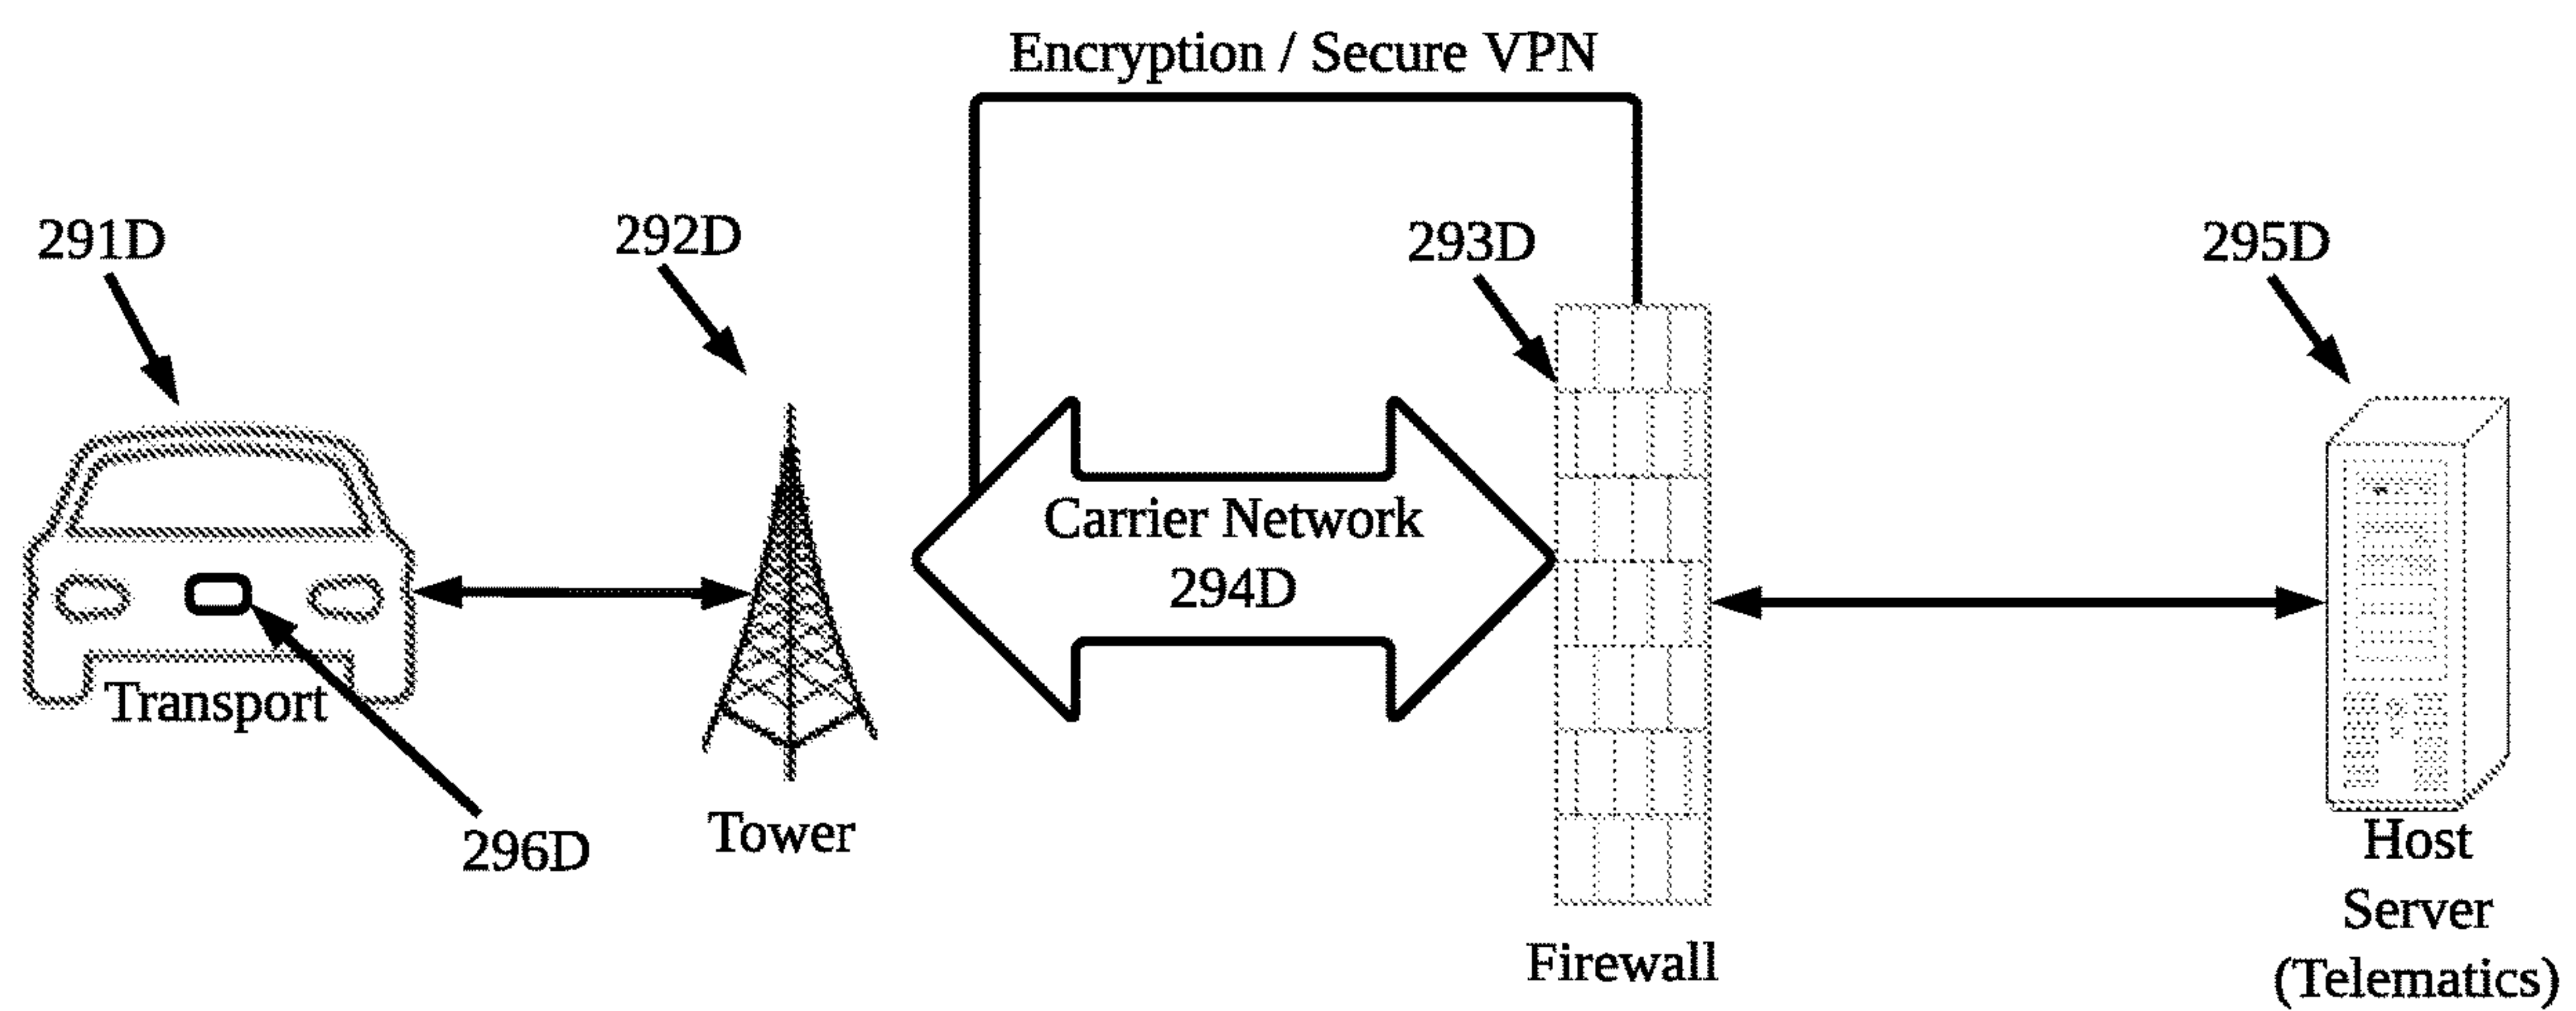 Encryption / Secure VPN
291D
292D
293D
295D
Carrier Network
294D
Transport
296D
Tower
Firewall
Host
Server
(Telematics)